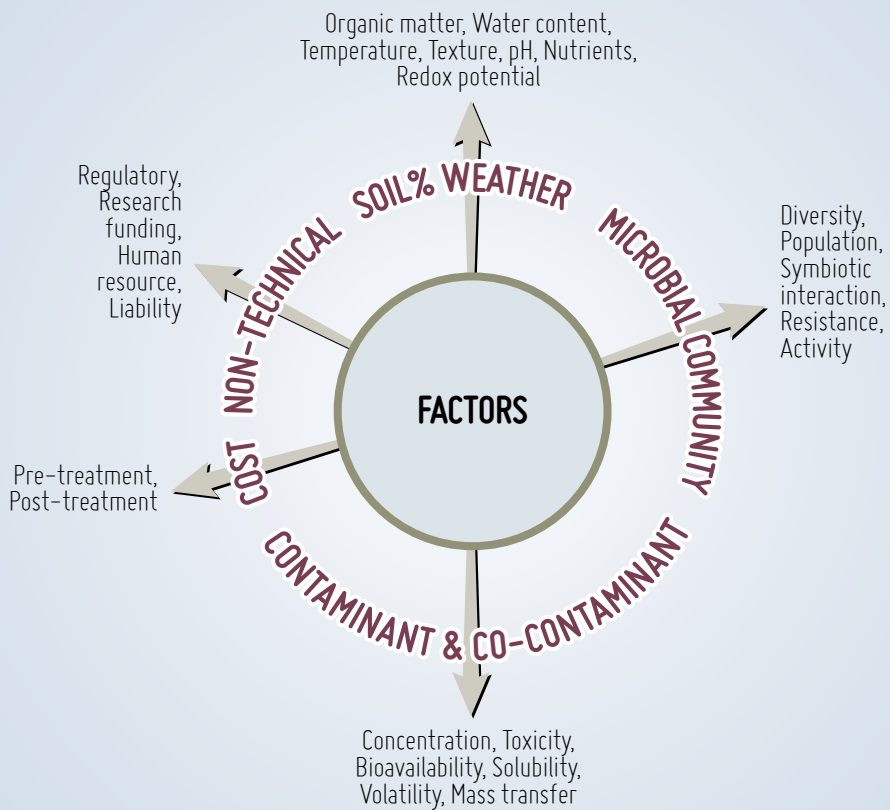 Organic matter, Water content,
Temperature, Texture, pH, Nutrients,
Redox potential
SOIL% WEATHER
MICROBIAL COMMUNITY
Diversity,
Population,
Symbiotic
interaction,
Resistance,
Activity
NON-TECHNICAL
Regulatory,
Research
funding,
Human
resource,
Liability
FACTORS
COST
Pre-treatment,
Post-treatment
CONTAMINANT & CO-CONTAMINANT
Concentration, Toxicity,
Bioavailability, Solubility,
Volatility, Mass transfer